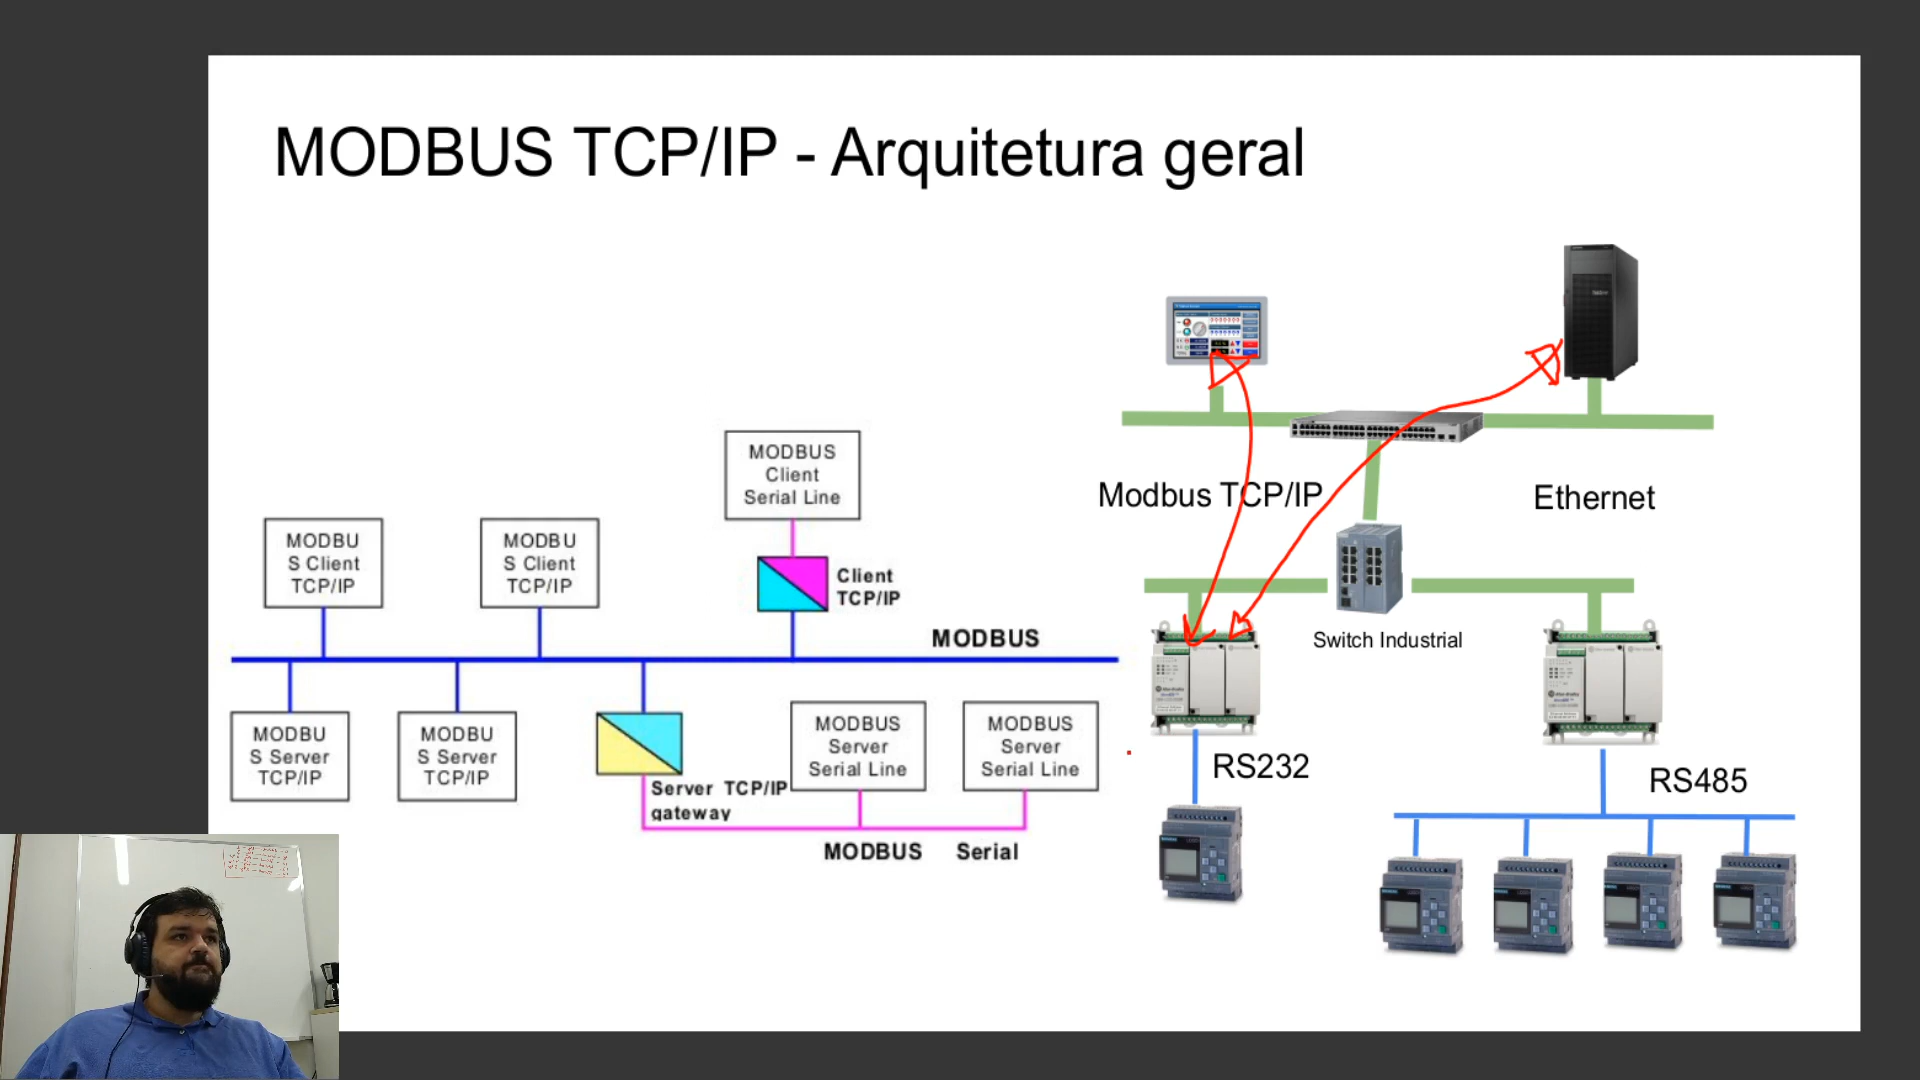 MODBUS TCP/IP - Arquitetura geral
MODBUS
Client
Serial Line
MODBU
S Client
TCP/IP
MODBU
S Client
TCP/IP
Client
TCP/IP
MODBUS
MODBU
S Server
TCP/IP
MODBU
S Server
TCP/IP
Server TCP/IP
gateway
MODBUS
Server
Serial Line
MODBUS
Server
Serial Line
MODBUS Serial
Modbus TCP/IP
Ethernet
Switch Industrial
RS232
RS485